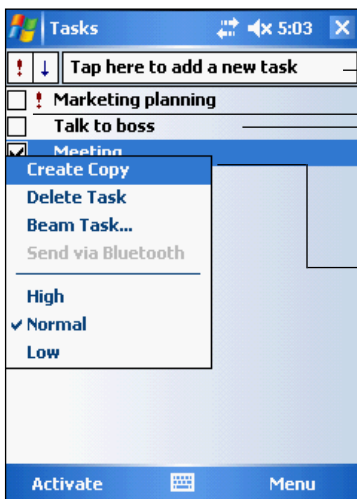 Tasks 5:03
! ↓ Tap here to add a new task
! Marketing planning
Talk to boss
Meeting
Create Copy
Delete Task
Beam Task...
Send via Bluetooth
High
Normal
Low
Activate Menu